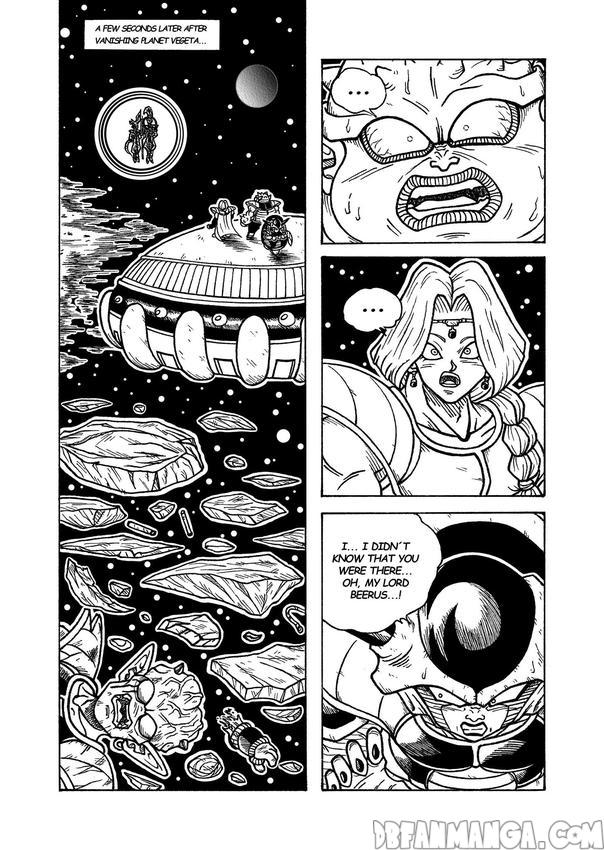 A FEW SECONDS LATER AFTER
VANISHING PLANET VEGETA...
...
...
I... I DIDN'T
KNOW THAT YOU
WERE THERE...
OH, MY LORD
BEERUS...!
DBFANMANGA.COM